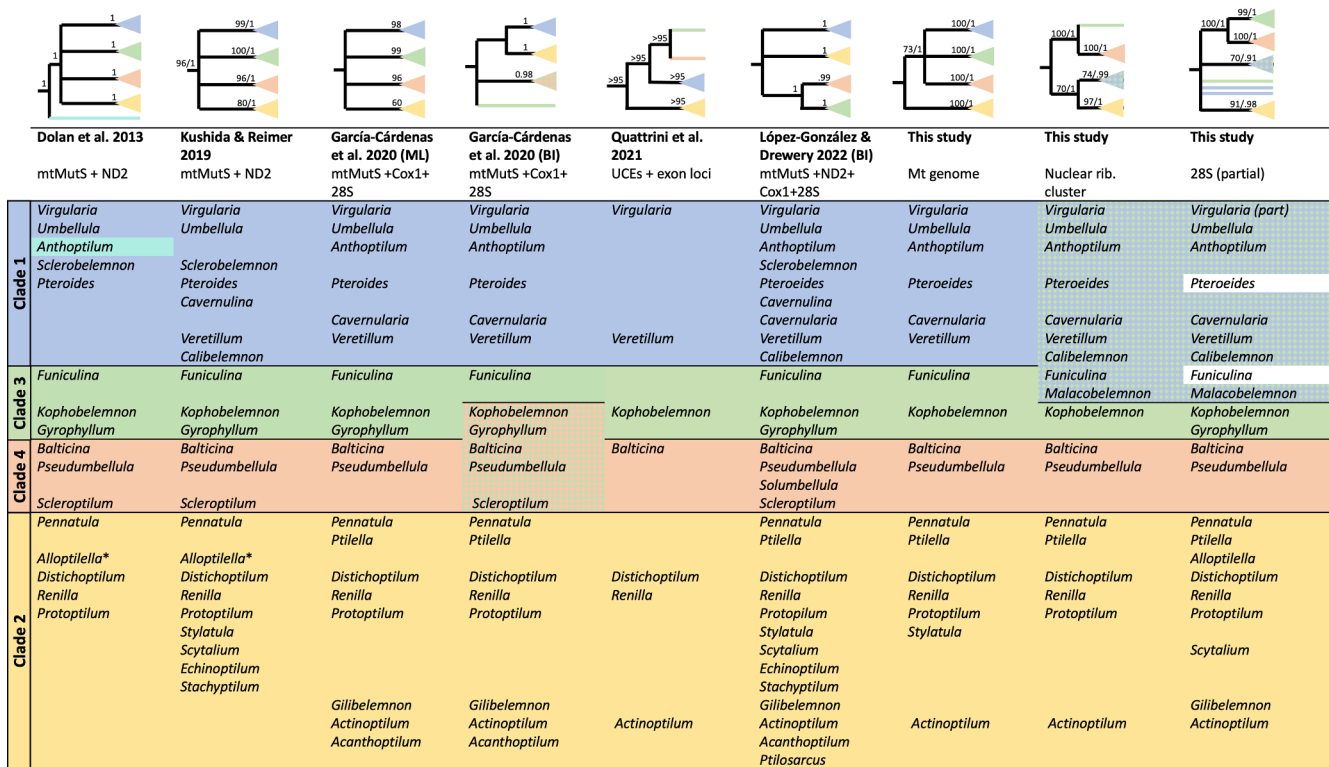 1
1
1
1
1
99/1
100/1
96/1
96/1
80/1
98
99
96
60
1
1
0.98
>95
>95
>95
>95
>95
1
1
.99
1
100/1
73/1
100/1
100/1
100/1
100/1
100/1
74/.99
70/1
97/1
99/1
100/1
100/1
70/.91
91/.98
Dolan et al. 2013
mtMutS + ND2
Kushida & Reimer
2019
mtMutS + ND2
García-Cárdenas
et al. 2020 (ML)
mtMutS +Cox1+
28S
García-Cárdenas
et al. 2020 (BI)
mtMutS +Cox1+
28S
Quattrini et al.
2021
UCEs + exon loci
López-González &
Drewery 2022 (BI)
mtMutS +ND2+
Cox1+28S
This study
Mt genome
This study
Nuclear rib.
cluster
This study
28S (partial)
Clade 1
Virgularia Virgularia Virgularia Virgularia Virgularia Virgularia Virgularia Virgularia Virgularia (part)
Umbellula Umbellula Umbellula Umbellula Umbellula Umbellula Umbellula Umbellula
Anthoptilum Anthoptilum Anthoptilum Anthoptilum Anthoptilum Anthoptilum Anthoptilum
Sclerobelemnon Sclerobelemnon Sclerobelemnon
Pteroides Pteroides Pteroides Pteroides Pteroeides Pteroeides Pteroeides Pteroeides
Cavernulina Cavernulina
Cavernularia Cavernularia Cavernularia Cavernularia Cavernularia Cavernularia
Veretillum Veretillum Veretillum Veretillum Veretillum Veretillum Veretillum Veretillum
Calibelemnon Calibelemnon Calibelemnon Calibelemnon
Clade 3
Funiculina Funiculina Funiculina Funiculina Funiculina Funiculina Funiculina Funiculina
Malacobelemnon Malacobelemnon
Kophobelemnon Kophobelemnon Kophobelemnon Kophobelemnon Kophobelemnon Kophobelemnon Kophobelemnon Kophobelemnon Kophobelemnon
Gyrophyllum Gyrophyllum Gyrophyllum Gyrophyllum Gyrophyllum Gyrophyllum
Clade 4
Balticina Balticina Balticina Balticina Balticina Balticina Balticina Balticina Balticina
Pseudumbellula Pseudumbellula Pseudumbellula Pseudumbellula Pseudumbellula Pseudumbellula Pseudumbellula Pseudumbellula
Solumbellula
Scleroptilum Scleroptilum Scleroptilum Scleroptilum
Clade 2
Pennatula Pennatula Pennatula Pennatula Pennatula Pennatula Pennatula Pennatula
Ptilella Ptilella Ptilella Ptilella Ptilella Ptilella
Alloptilella* Alloptilella* Alloptilella
Distichoptilum Distichoptilum Distichoptilum Distichoptilum Distichoptilum Distichoptilum Distichoptilum Distichoptilum Distichoptilum
Renilla Renilla Renilla Renilla Renilla Renilla Renilla Renilla Renilla
Protoptilum Protoptilum Protoptilum Protoptilum Protopilum Protoptilum Protoptilum Protoptilum
Stylatula Stylatula Stylatula
Scytalium Scytalium Scytalium
Echinoptilum Echinoptilum
Stachyptilum Stachyptilum
Gilibelemnon Gilibelemnon Gilibelemnon Gilibelemnon
Actinoptilum Actinoptilum Actinoptilum Actinoptilum Actinoptilum Actinoptilum Actinoptilum
Acanthoptilum Acanthoptilum Acanthoptilum
Ptilosarcus